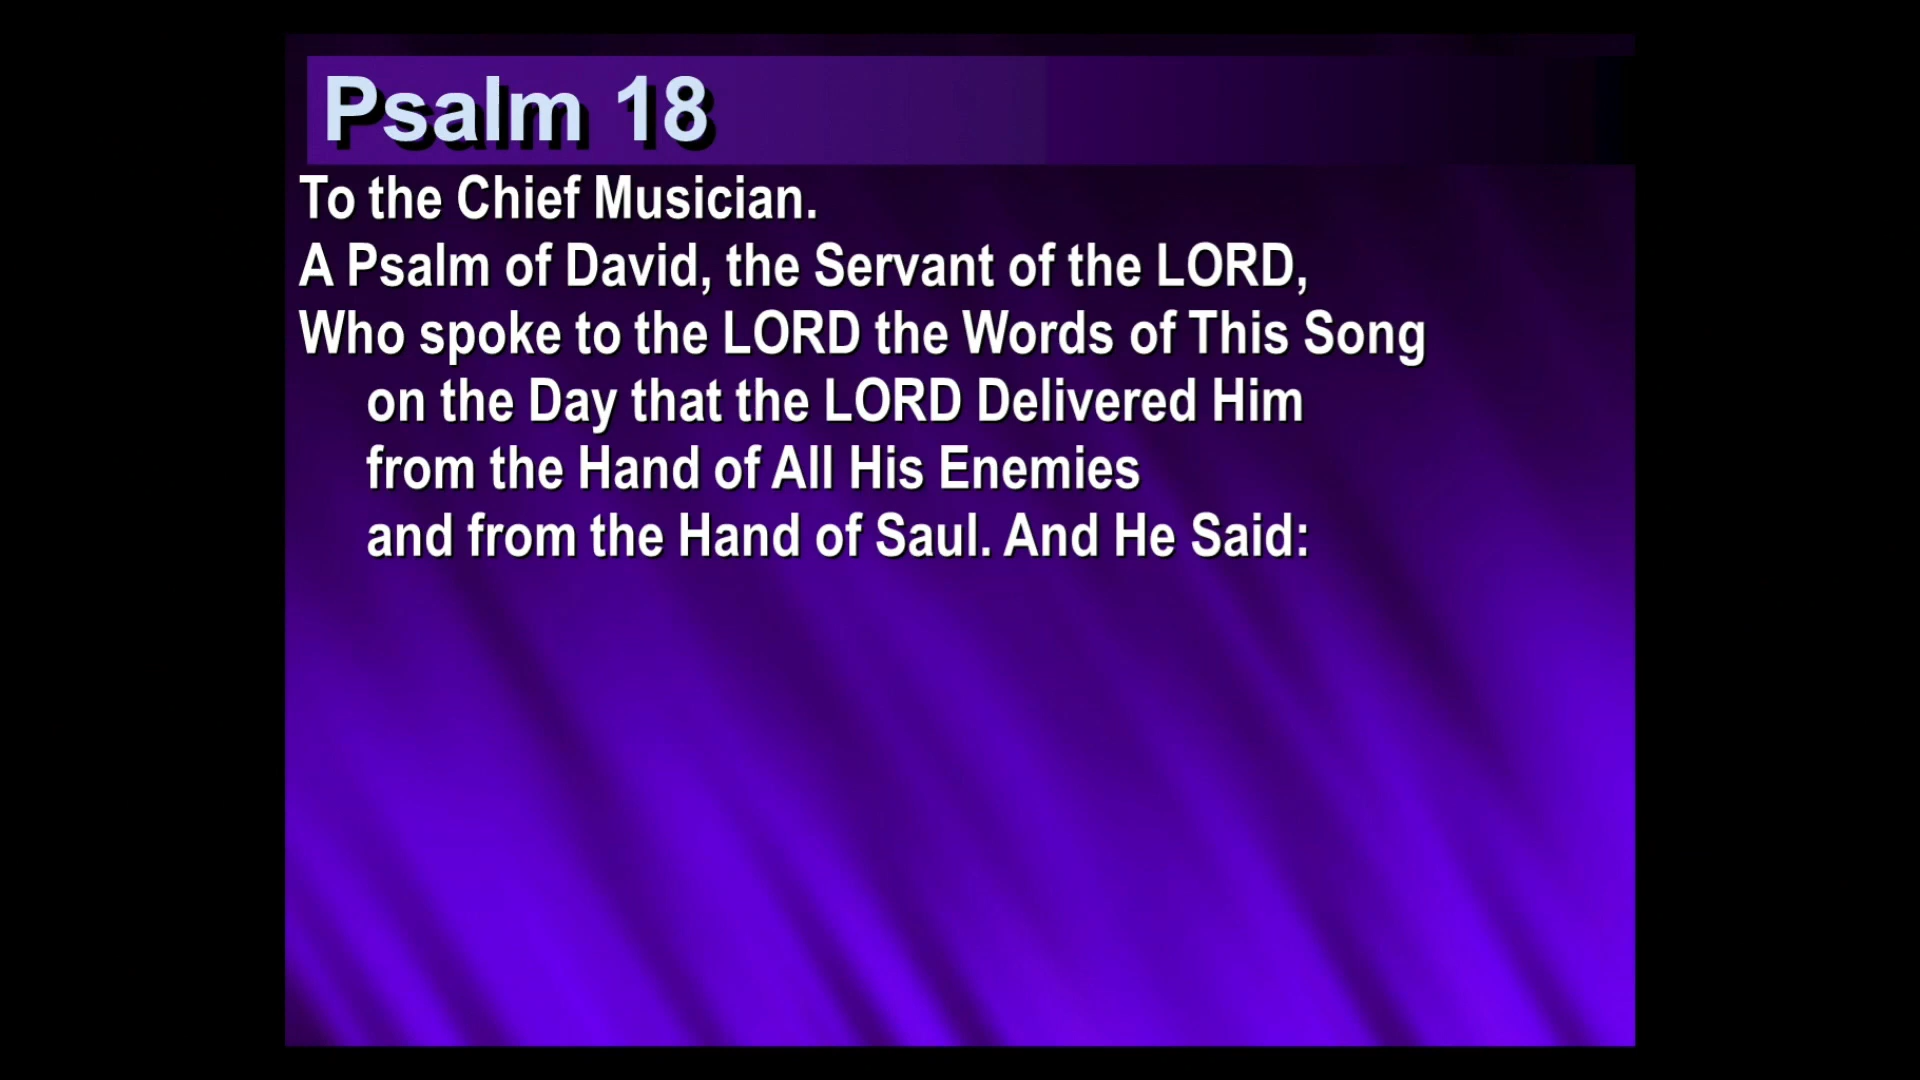 Psalm 18
To the Chief Musician.
A Psalm of David, the Servant of the LORD,
Who spoke to the LORD the Words of This Song
on the Day that the LORD Delivered Him
from the Hand of All His Enemies
and from the Hand of Saul. And He Said: